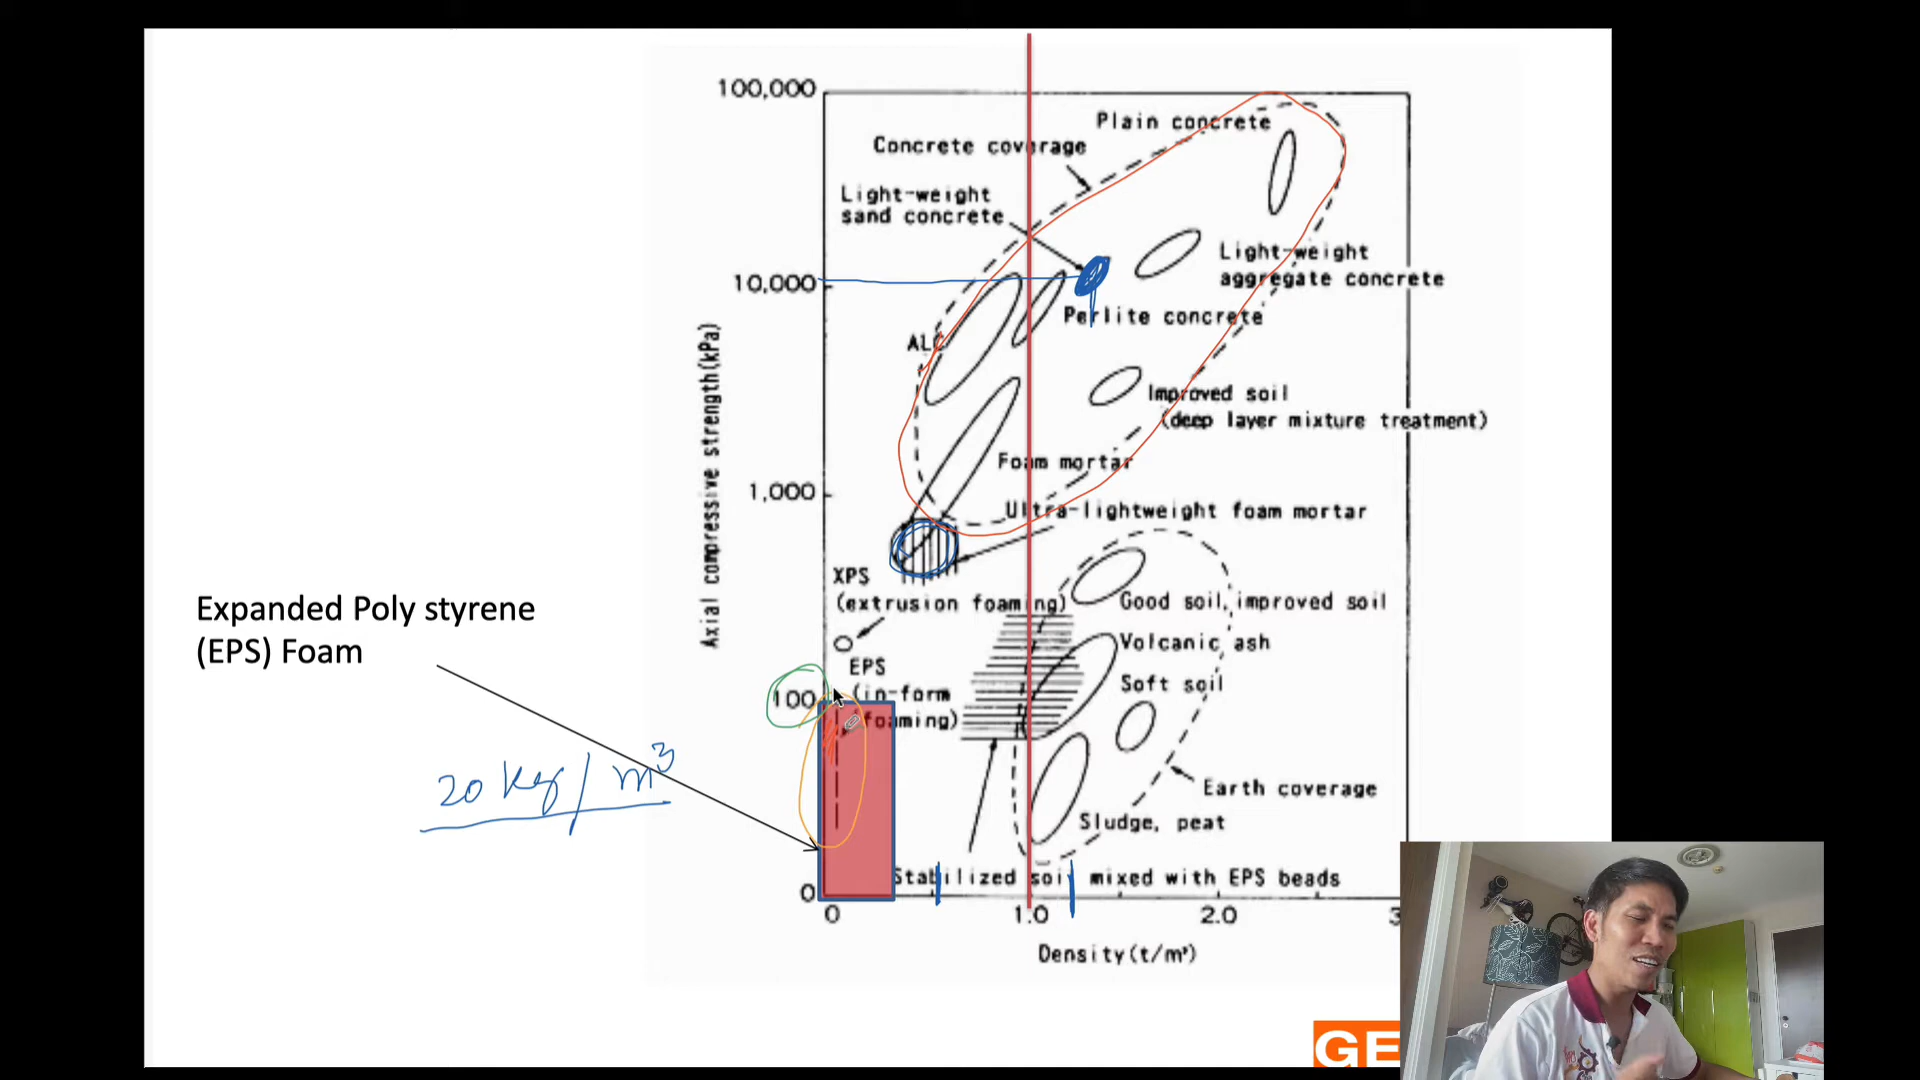 100,000
Plain concrete
Concrete coverage
Light-weight
sand concrete
Light-weight
aggregate concrete
10,000
Perlite concrete
ALC
Improved soil
(deep layer mixture treatment)
Foam mortar
1,000
Ultra-lightweight foam mortar
Axial compressive strength(kPa)
XPS
(extrusion foaming)
Good soil, improved soil
Expanded Poly styrene
(EPS) Foam
Volcanic ash
EPS
(in-form
foaming)
Soft soil
100
20 kg/m³
Earth coverage
Sludge, peat
Stabilized soil mixed with EPS beads
0
0
1.0
2.0
3
Density(t/m³)
GE